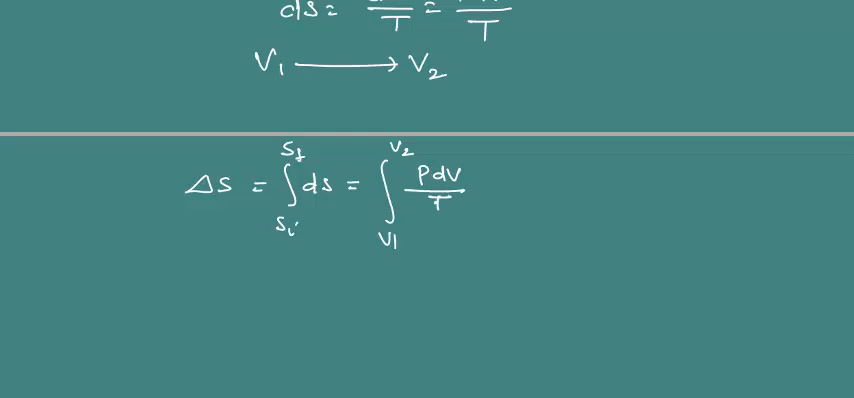 ds = /T = /T
V₁ ⟶ V₂
ΔS = ∫_{Si}^{Sf} ds = ∫_{V1}^{V2} PdV/T